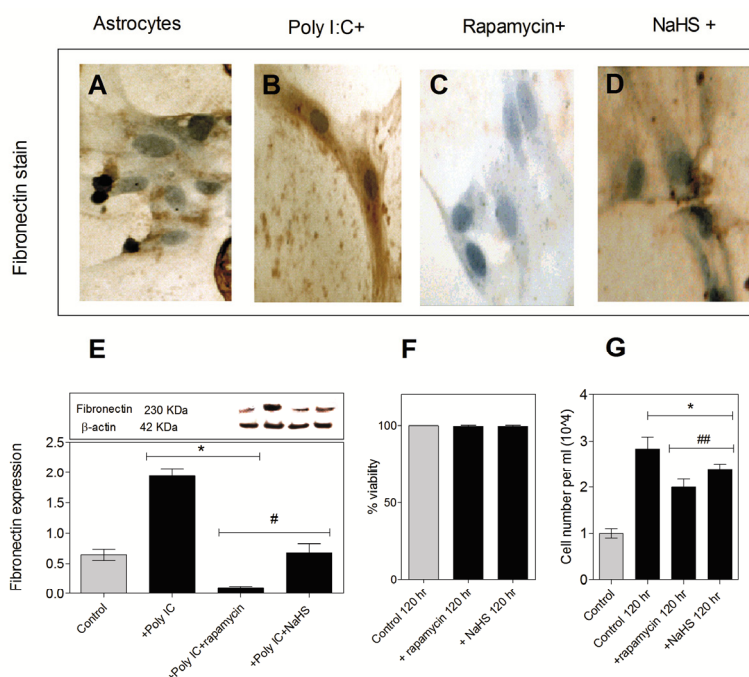 Astrocytes Poly I:C+ Rapamycin+ NaHS +
Fibronectin stain
A B C D
E F G
Fibronectin 230 KDa
β-actin 42 KDa
Fibronectin expression
2.5
2.0
1.5
1.0
0.5
0.0
*
#
Control
+Poly IC
+Poly IC+rapamycin
+Poly IC+NaHS
% viability
100
50
0
Control 120 hr
+ rapamycin 120 hr
+ NaHS 120 hr
Cell number per ml (10^4)
4
3
2
1
0
*
##
Control
Control 120 hr
+rapamycin 120 hr
+NaHS 120 hr